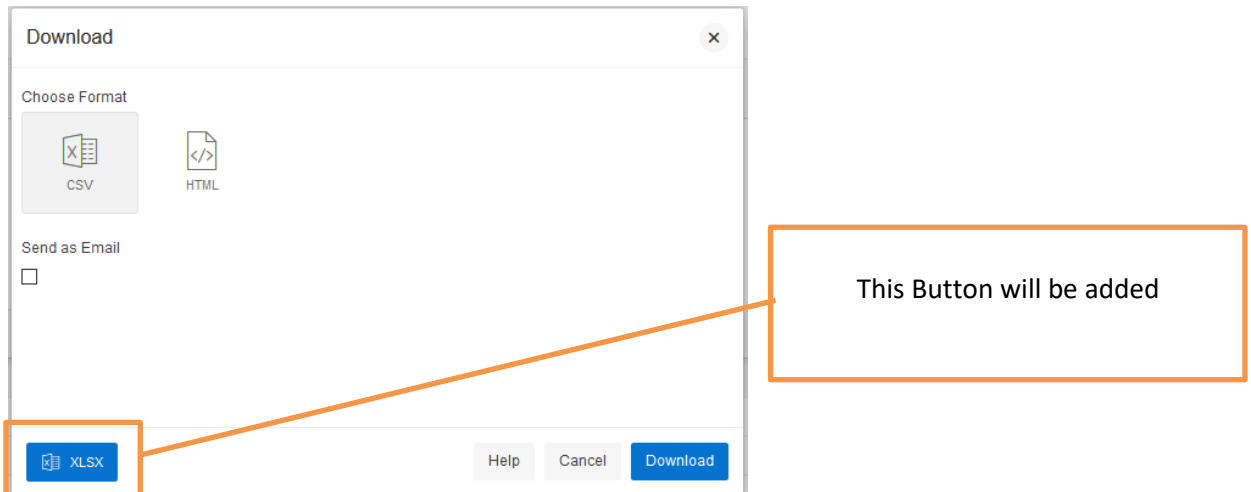 Download
Choose Format
CSV
HTML
Send as Email
This Button will be added
XLSX
Help
Cancel
Download